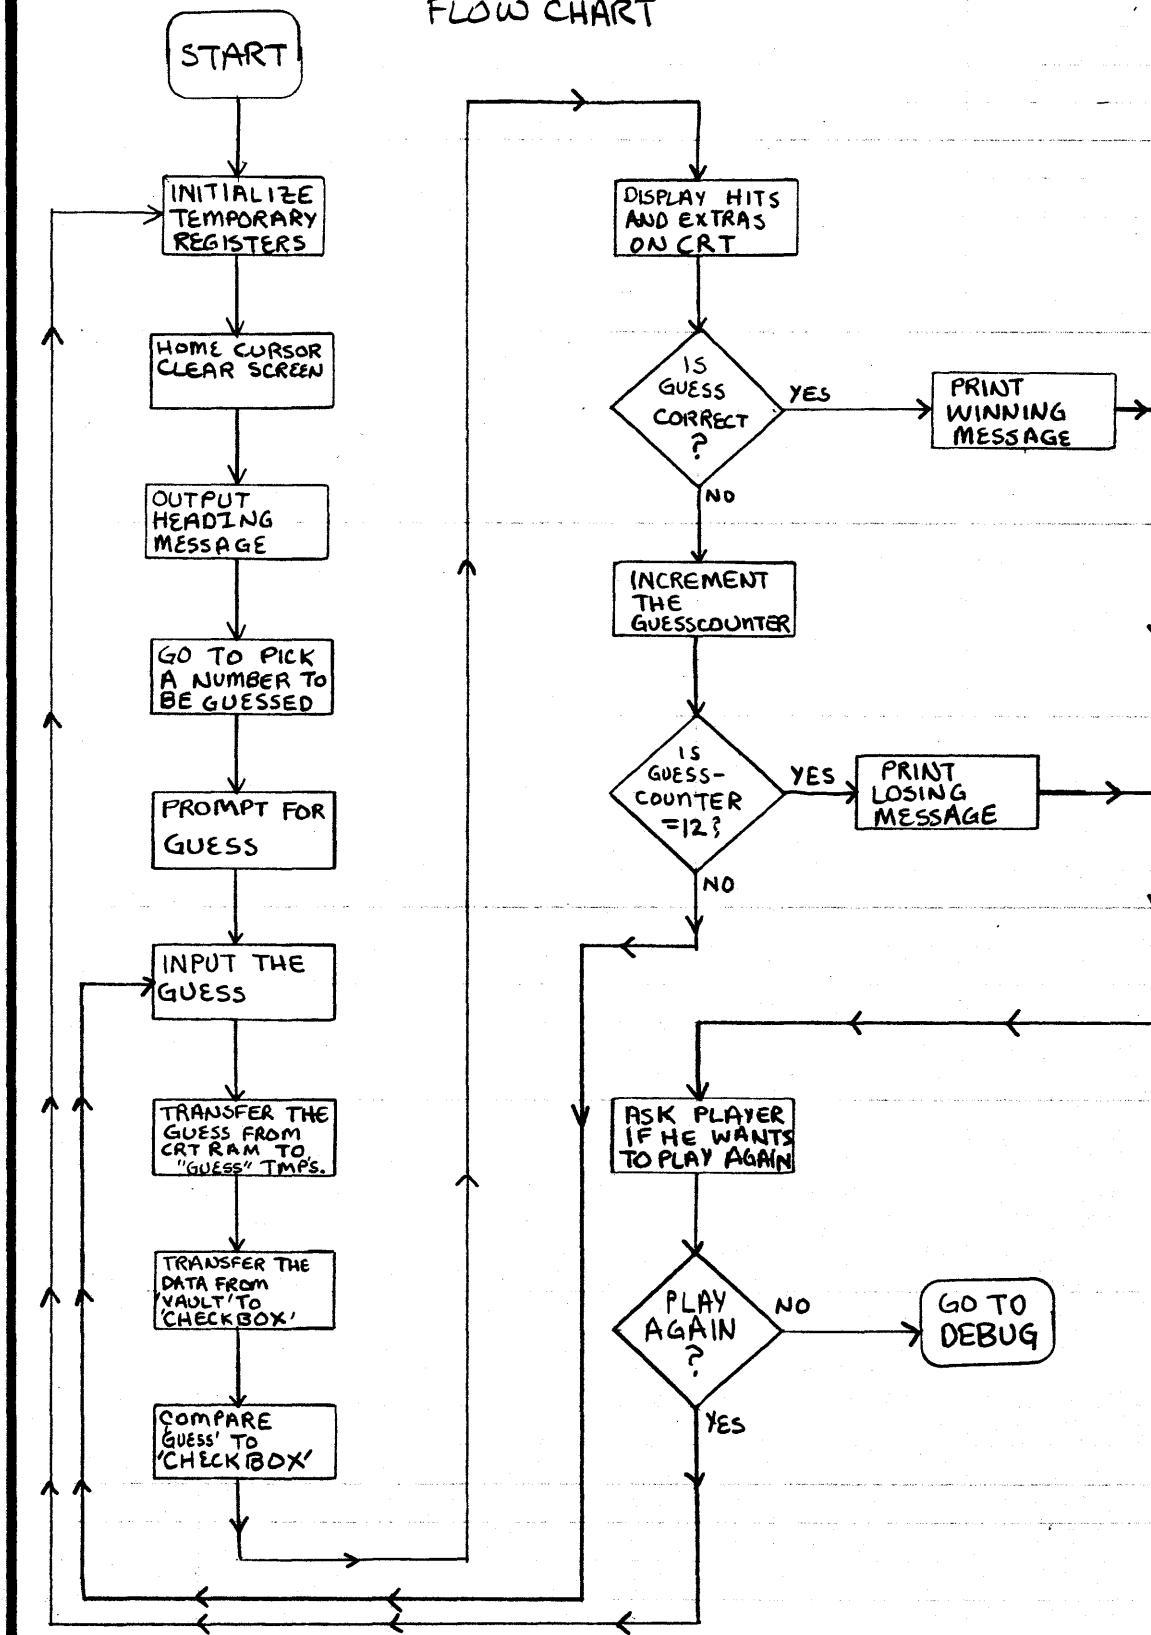 FLOW CHART
START
INITIALIZE
TEMPORARY
REGISTERS
HOME CURSOR
CLEAR SCREEN
OUTPUT
HEADING
MESSAGE
GO TO PICK
A NUMBER TO
BE GUESSED
PROMPT FOR
GUESS
INPUT THE
GUESS
TRANSFER THE
GUESS FROM
CRT RAM TO
"GUESS" TMP'S.
TRANSFER THE
DATA FROM
'VAULT' TO
'CHECKBOX'
COMPARE
'GUESS' TO
'CHECKBOX'
DISPLAY HITS
AND EXTRAS
ON CRT
IS
GUESS
CORRECT
?
YES
PRINT
WINNING
MESSAGE
NO
INCREMENT
THE
GUESSCOUNTER
IS
GUESS-
COUNTER
=12?
YES
PRINT
LOSING
MESSAGE
NO
ASK PLAYER
IF HE WANTS
TO PLAY AGAIN
PLAY
AGAIN
?
NO
GO TO
DEBUG
YES